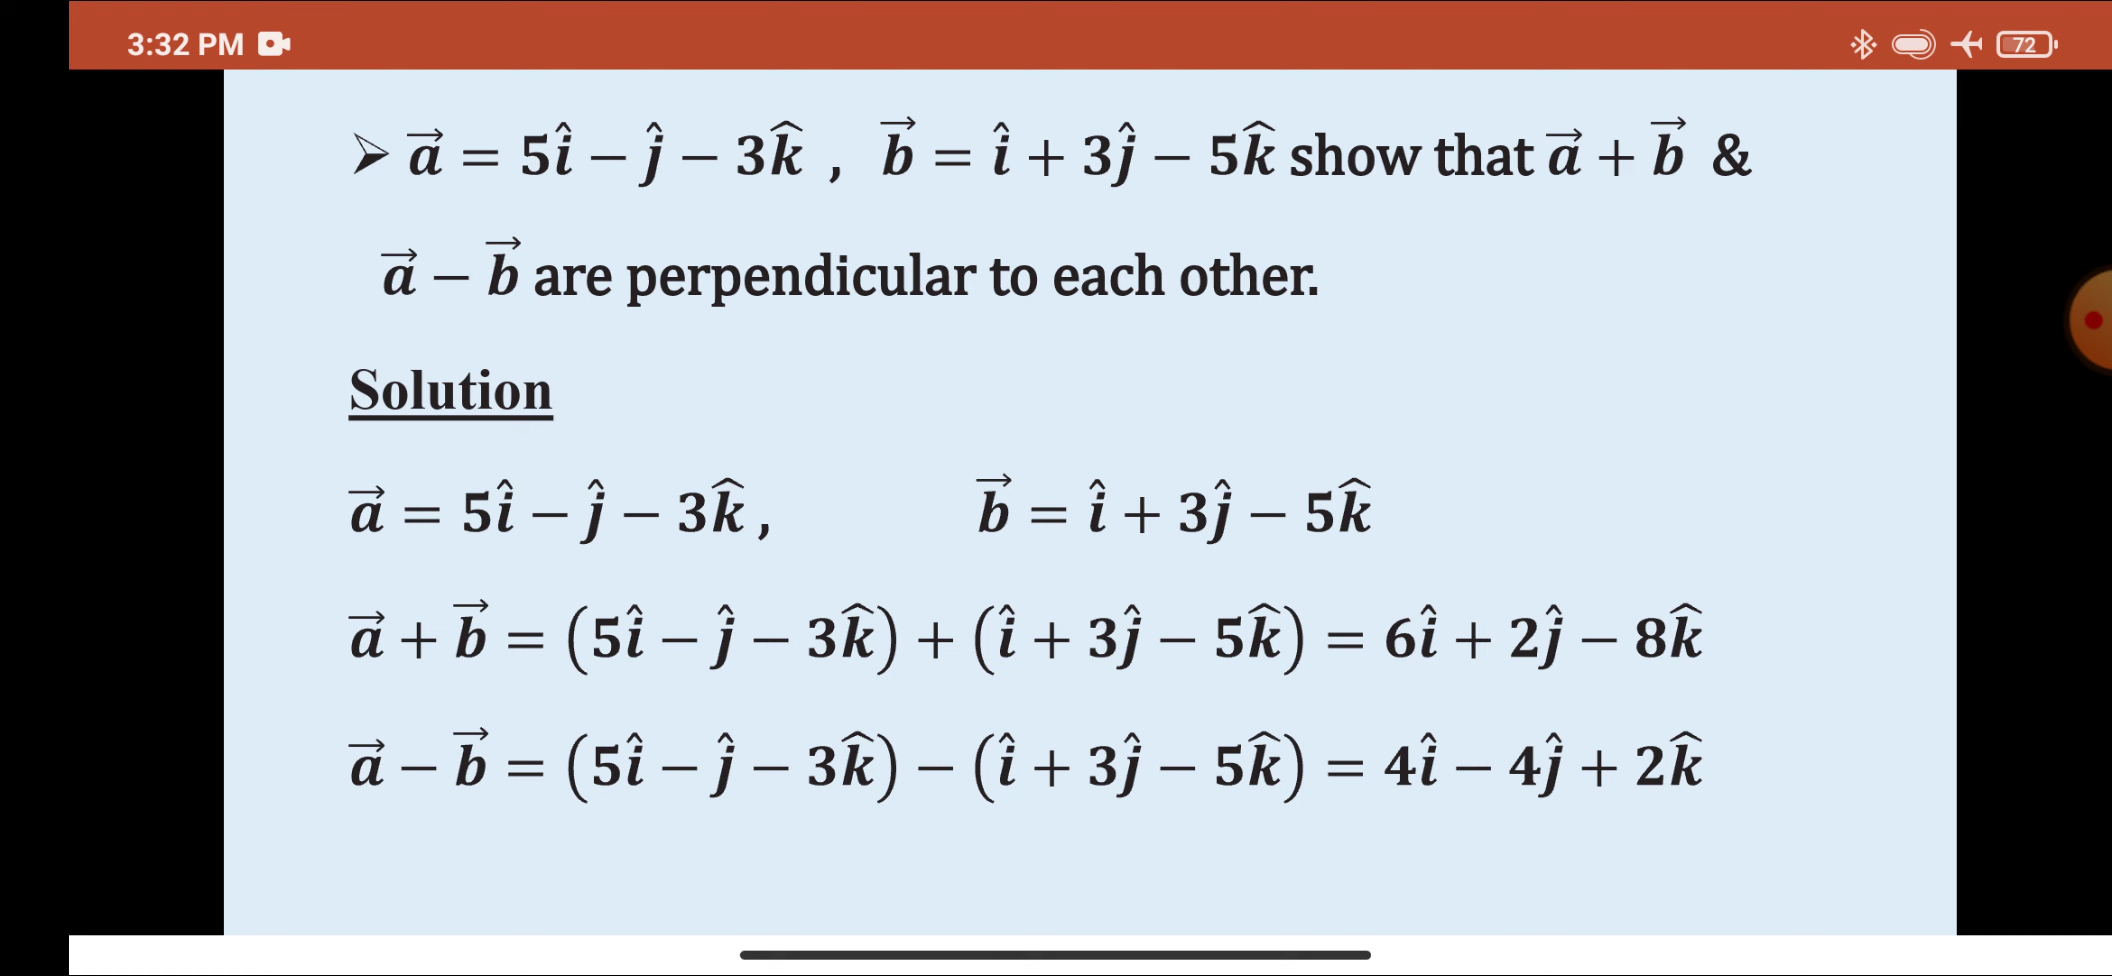 3:32 PM
72
➢ a⃗ = 5î − ĵ − 3k̂ , b⃗ = î + 3ĵ − 5k̂ show that a⃗ + b⃗ &
a⃗ − b⃗ are perpendicular to each other.
Solution
a⃗ = 5î − ĵ − 3k̂ , b⃗ = î + 3ĵ − 5k̂
a⃗ + b⃗ = (5î − ĵ − 3k̂) + (î + 3ĵ − 5k̂) = 6î + 2ĵ − 8k̂
a⃗ − b⃗ = (5î − ĵ − 3k̂) − (î + 3ĵ − 5k̂) = 4î − 4ĵ + 2k̂